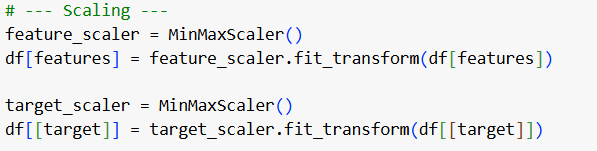 # --- Scaling ---
feature_scaler = MinMaxScaler()
df[features] = feature_scaler.fit_transform(df[features])
target_scaler = MinMaxScaler()
df[[target]] = target_scaler.fit_transform(df[[target]])